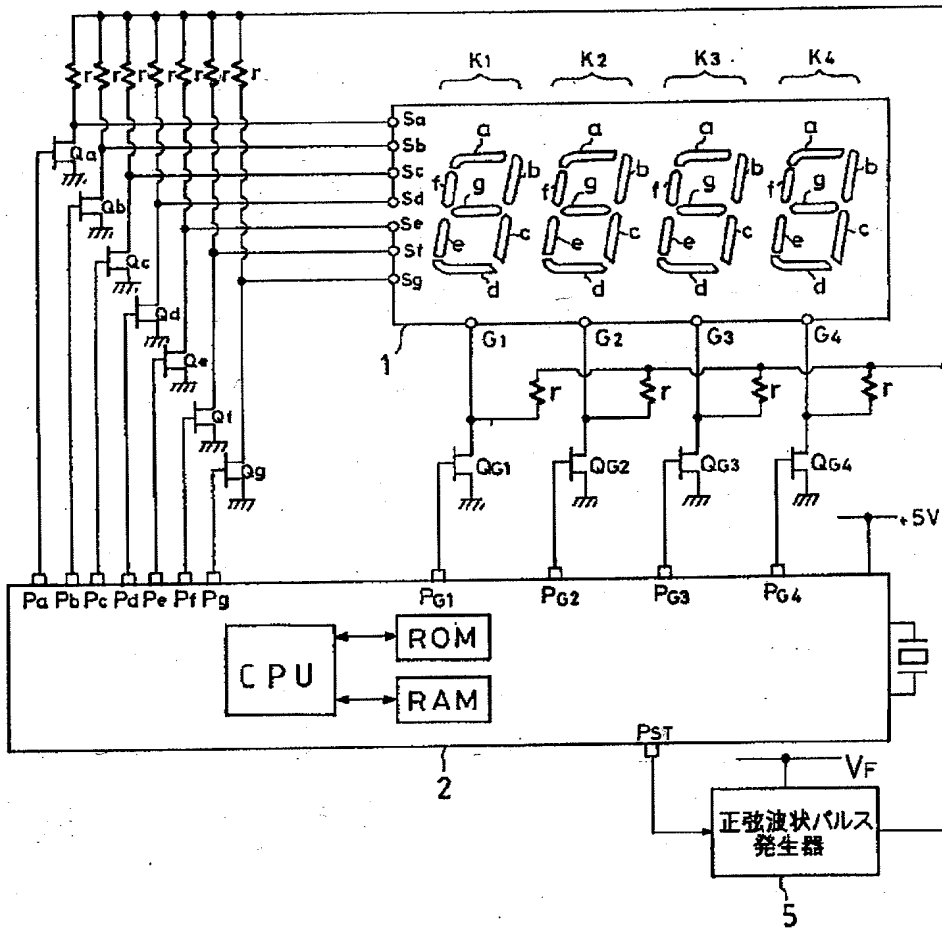 K1 K2 K3 K4
r r r r r r r
Sa
Sb
Sc
Sd
Se
Sf
Sg
a b c d e f g
a b c d e f g
a b c d e f g
a b c d e f g
Qa
Qb
Qc
Qd
Qe
Qf
Qg
1
G1 G2 G3 G4
r r r r
QG1 QG2 QG3 QG4
+5V
Pa Pb Pc Pd Pe Pf Pg PG1 PG2 PG3 PG4
CPU
ROM
RAM
PST
2
VF
正弦波状パルス
発生器
5